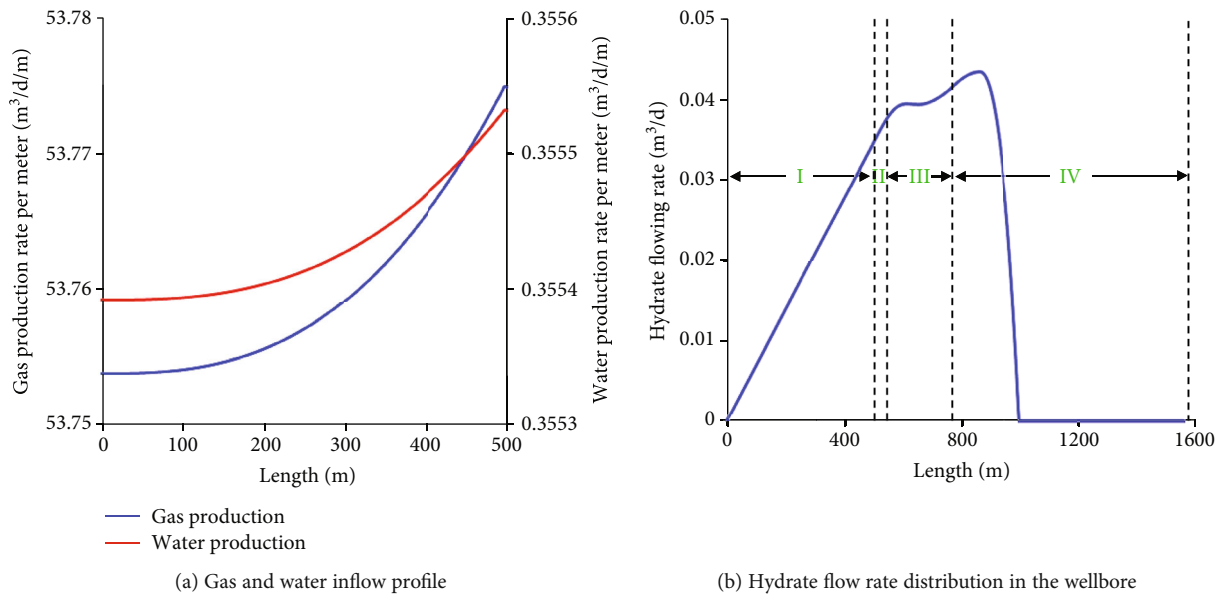 Gas production rate per meter (m³/d/m)
53.78
53.77
53.76
53.75
0.3556
0.3555
0.3554
0.3553
Water production rate per meter (m³/d/m)
0
100
200
300
400
500
Length (m)
Gas production
Water production
(a) Gas and water inflow profile
Hydrate flowing rate (m³/d)
0.05
0.04
0.03
0.02
0.01
0
I
II
III
IV
0
400
800
1200
1600
Length (m)
(b) Hydrate flow rate distribution in the wellbore